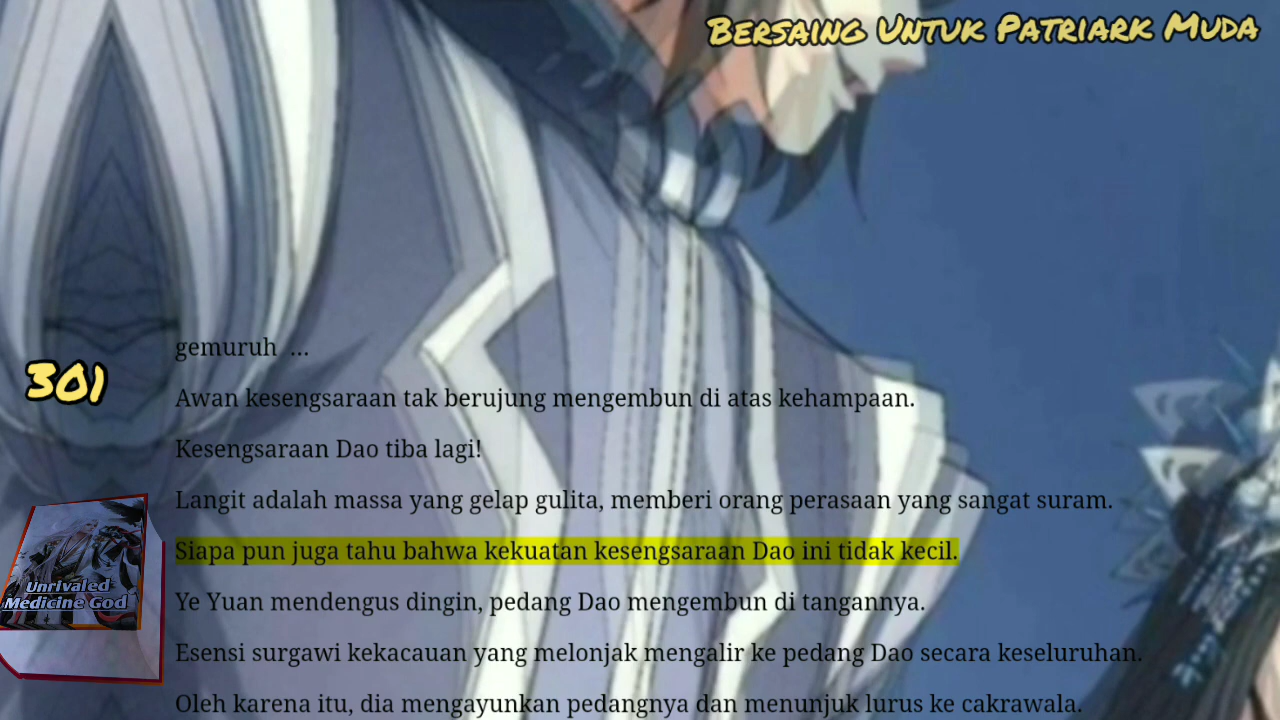 Bersaing Untuk Patriark Muda
gemuruh ...
301
Awan kesengsaraan tak berujung mengembun di atas kehampaan.
Kesengsaraan Dao tiba lagi!
Langit adalah massa yang gelap gulita, memberi orang perasaan yang sangat suram.
Siapa pun juga tahu bahwa kekuatan kesengsaraan Dao ini tidak kecil.
Unrivaled
Medicine God
Ye Yuan mendengus dingin, pedang Dao mengembun di tangannya.
Esensi surgawi kekacauan yang melonjak mengalir ke pedang Dao secara keseluruhan.
Oleh karena itu, dia mengayunkan pedangnya dan menunjuk lurus ke cakrawala.